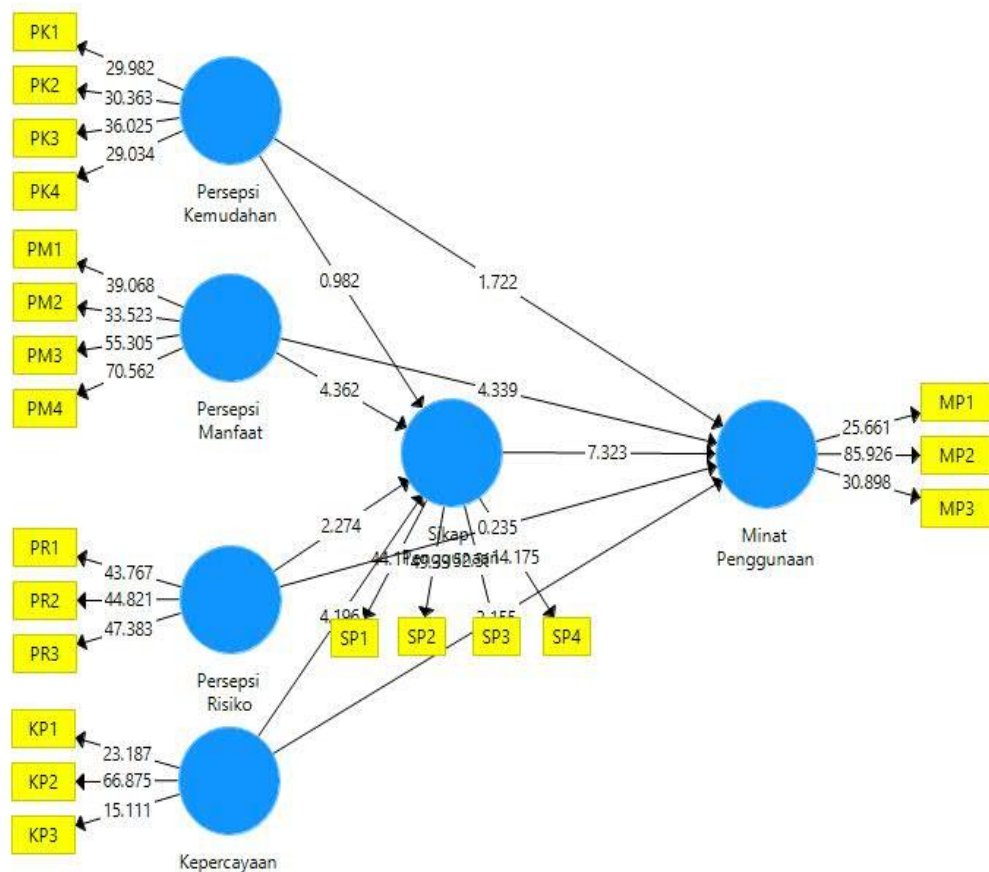 PK1
29.982
PK2
30.363
PK3
36.025
29.034
PK4
Persepsi
Kemudahan
PM1
39.068
PM2
33.523
PM3
55.305
70.562
PM4
Persepsi
Manfaat
0.982
1.722
4.362
4.339
7.323
MP1
25.661
85.926
MP2
30.898
MP3
Minat
Penggunaan
2.274
0.235
Sikap
14.175
4.196
SP1
SP2
SP3
SP4
PR1
43.767
PR2
44.821
47.383
PR3
Persepsi
Risiko
KP1
23.187
KP2
66.875
15.111
KP3
Kepercayaan